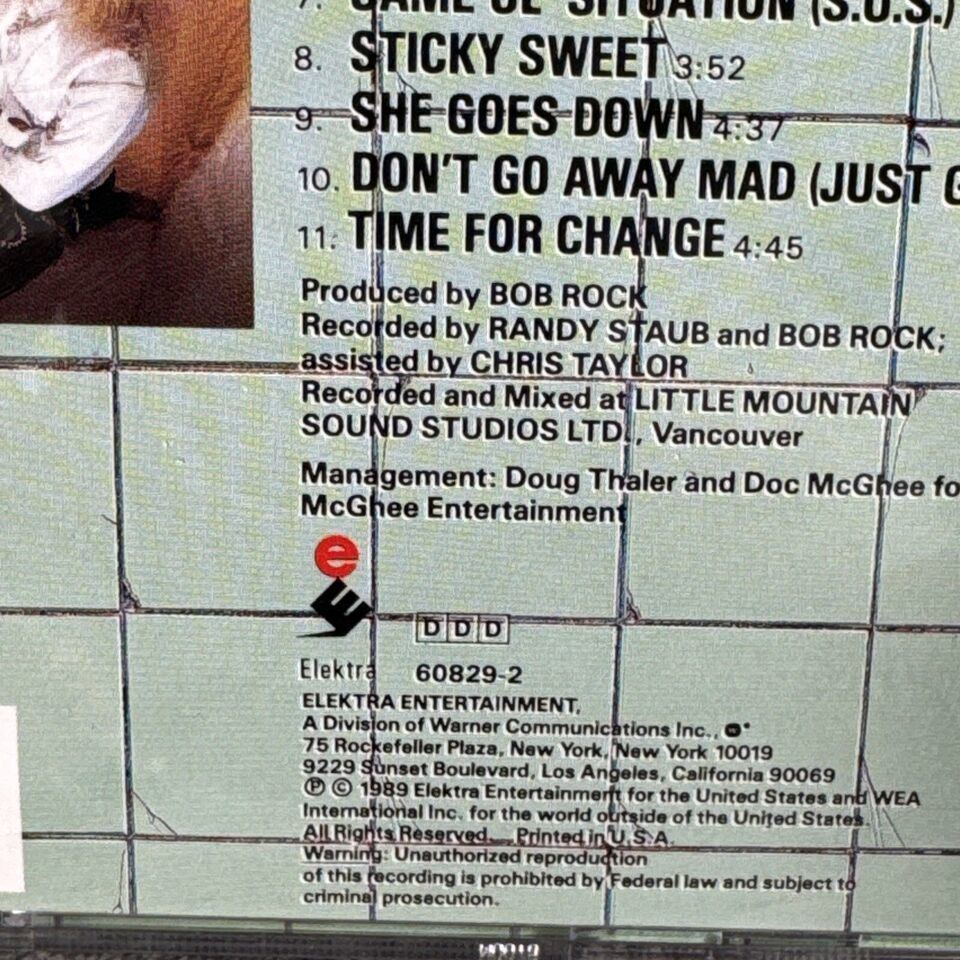 7. SAME OL' SITUATION (S.O.S.)
8. STICKY SWEET 3:52
9. SHE GOES DOWN 4:37
10. DON'T GO AWAY MAD (JUST G
11. TIME FOR CHANGE 4:45
Produced by BOB ROCK
Recorded by RANDY STAUB and BOB ROCK;
assisted by CHRIS TAYLOR
Recorded and Mixed at LITTLE MOUNTAIN
SOUND STUDIOS LTD., Vancouver
Management: Doug Thaler and Doc McGhee fo
McGhee Entertainment
e
E
DDD
Elektra 60829-2
ELEKTRA ENTERTAINMENT,
A Division of Warner Communications Inc.,
75 Rockefeller Plaza, New York, New York 10019
9229 Sunset Boulevard, Los Angeles, California 90069
℗ © 1989 Elektra Entertainment for the United States and WEA
International Inc. for the world outside of the United States.
All Rights Reserved. Printed in U.S.A.
Warning: Unauthorized reproduction
of this recording is prohibited by Federal law and subject to
criminal prosecution.